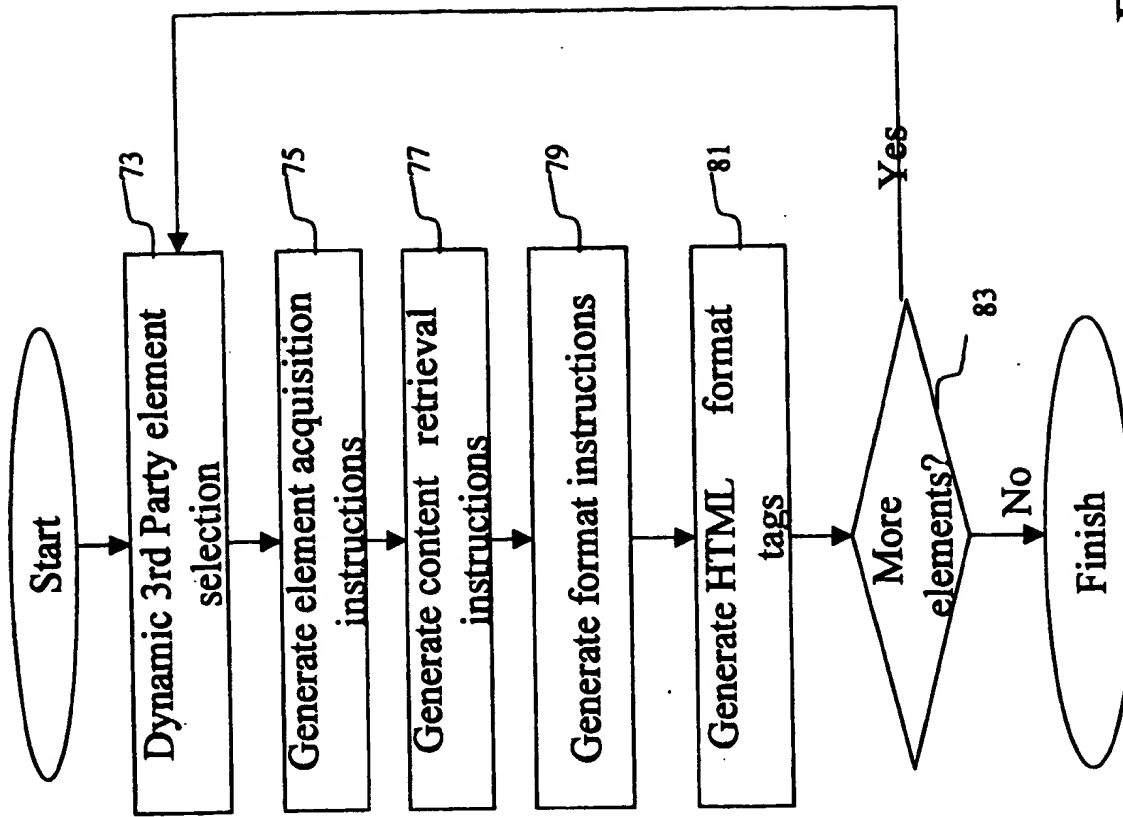 Start
Dynamic 3rd Party element
selection
73
Generate element acquisition
instructions
75
Generate content retrieval
instructions
77
Generate format instructions
79
Generate HTML format
tags
81
More
elements?
83
Yes
No
Finish